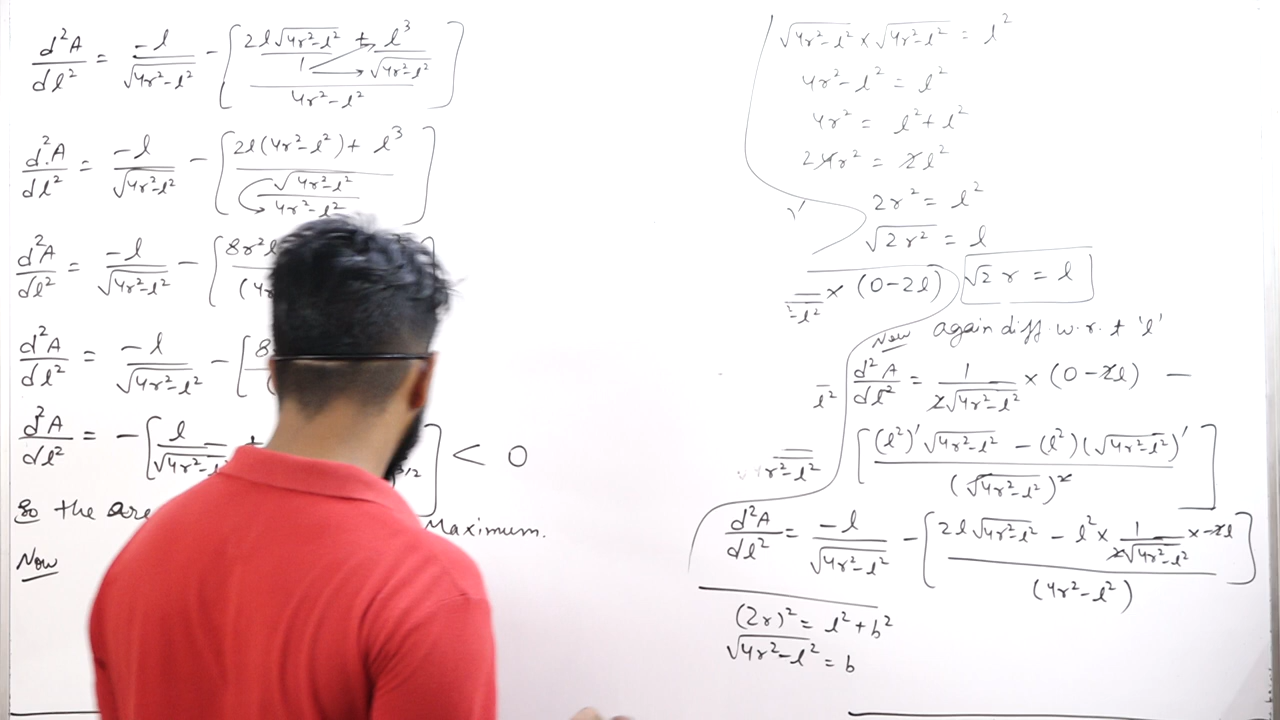 d²A/dl² = -l/√(4r²-l²) - [(2l√(4r²-l²)/1 + l³/√(4r²-l²))/(4r²-l²)]
d²A/dl² = -l/√(4r²-l²) - [((2l(4r²-l²) + l³)/√(4r²-l²))/(4r²-l²)]
d²A/dl² = -l/√(4r²-l²) - [8r²l
d²A/dl² = -l/√(4r²-l²) - [8
d²A/dl² = -[l/√(4r²-l ] < 0
So the are Maximum.
Now
√(4r²-l²) × √(4r²-l²) = l²
4r²-l² = l²
4r² = l²+l²
24r² = 2l²
2r² = l²
√(2r²) = l
× (0-2l) √2 r = l
Now again diff. w.r.t 'l'
d²A/dl² = 1/(2√(4r²-l²)) × (0-2l) -
[((l²)'√(4r²-l²) - (l²)(√(4r²-l²))')/(√(4r²-l²))²]
d²A/dl² = -l/√(4r²-l²) - [(2l√(4r²-l²) - l² × 1/(2√(4r²-l²)) × -2l)/(4r²-l²)]
(2r)² = l²+b²
√(4r²-l²) = b